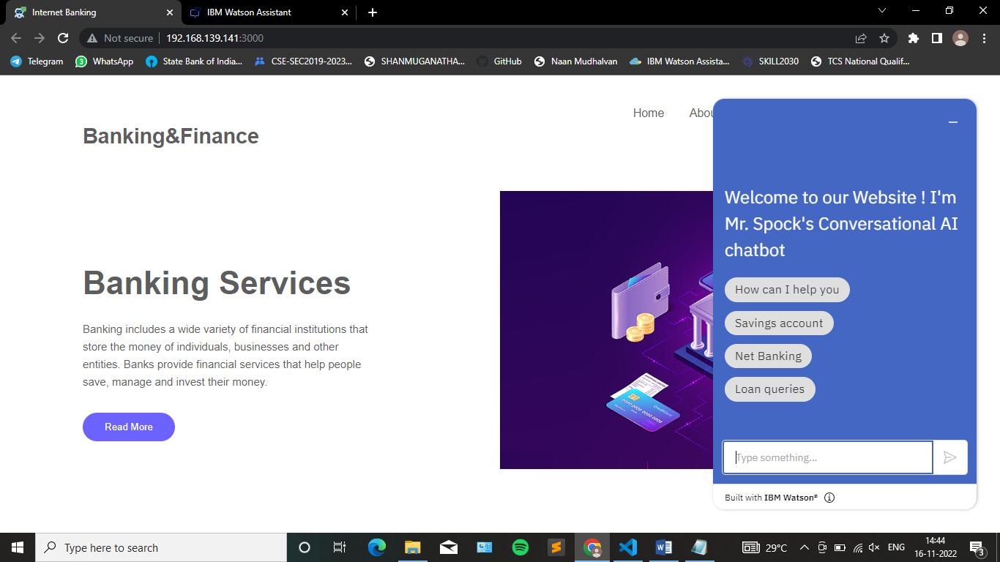 Internet Banking
IBM Watson Assistant
Not secure
192.168.139.141:3000
Telegram
WhatsApp
State Bank of India...
CSE-SEC2019-2023...
SHANMUGANATHA...
GitHub
Naan Mudhalvan
IBM Watson Assista...
SKILL2030
TCS National Qualif...
Home
Abou
Banking&Finance
Banking Services
Banking includes a wide variety of financial institutions that
store the money of individuals, businesses and other
entities. Banks provide financial services that help people
save, manage and invest their money.
Read More
Welcome to our Website ! I'm
Mr. Spock's Conversational AI
chatbot
How can I help you
Savings account
Net Banking
Loan queries
Type something...
Built with IBM Watson®
Type here to search
29°C
ENG
14:44
16-11-2022
3